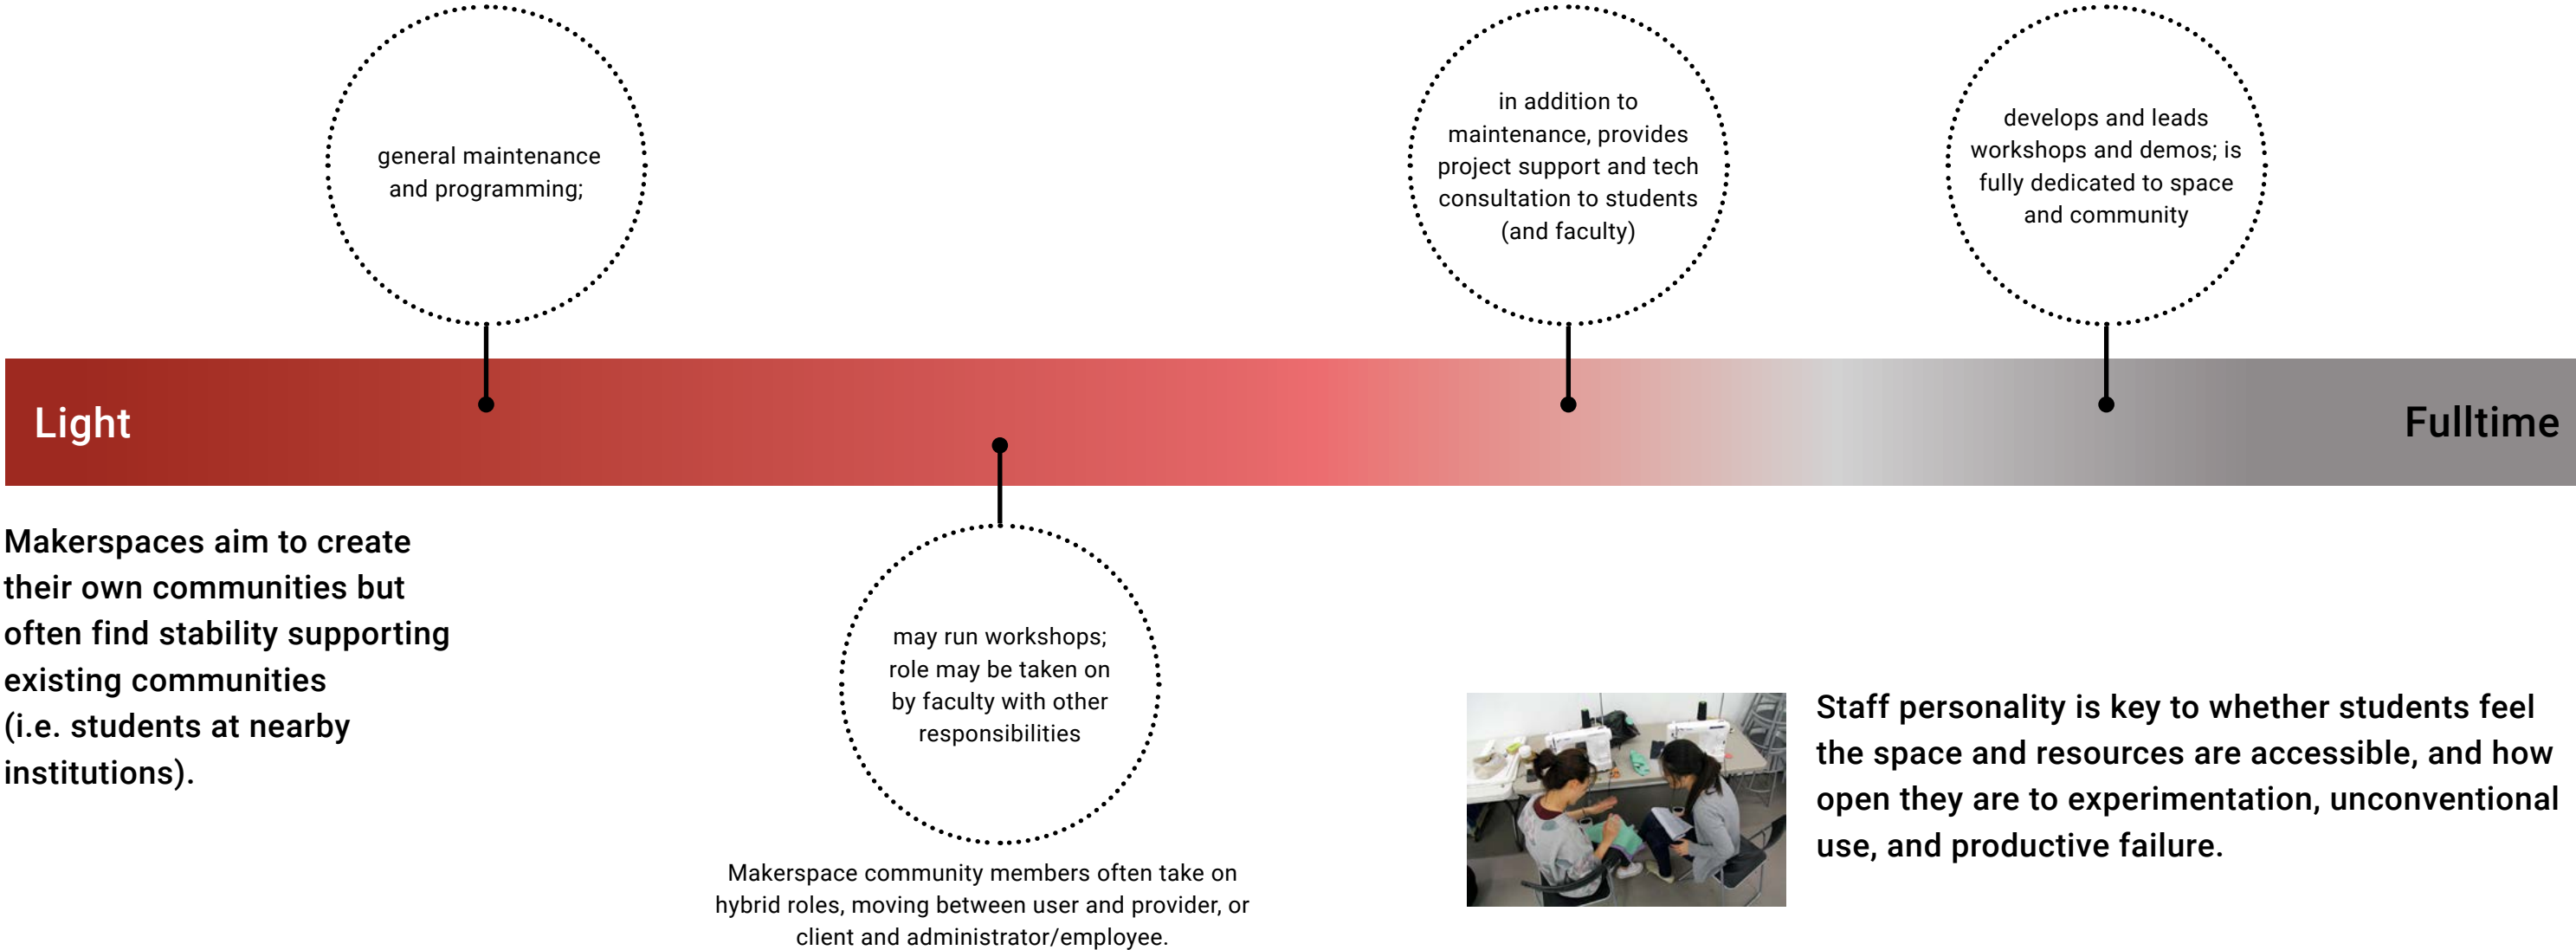 general maintenance
and programming;
in addition to
maintenance, provides
project support and tech
consultation to students
(and faculty)
develops and leads
workshops and demos; is
fully dedicated to space
and community
Light
Fulltime
Makerspaces aim to create
their own communities but
often find stability supporting
existing communities
(i.e. students at nearby
institutions).
may run workshops;
role may be taken on
by faculty with other
responsibilities
Makerspace community members often take on
hybrid roles, moving between user and provider, or
client and administrator/employee.
Staff personality is key to whether students feel
the space and resources are accessible, and how
open they are to experimentation, unconventional
use, and productive failure.